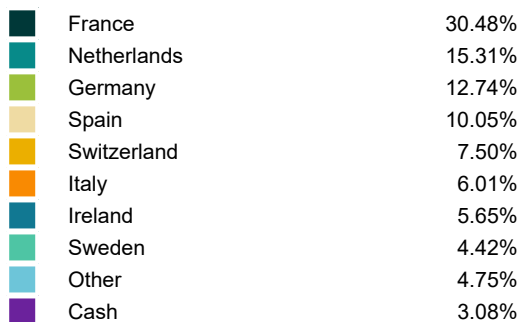 France 30.48%
Netherlands 15.31%
Germany 12.74%
Spain 10.05%
Switzerland 7.50%
Italy 6.01%
Ireland 5.65%
Sweden 4.42%
Other 4.75%
Cash 3.08%